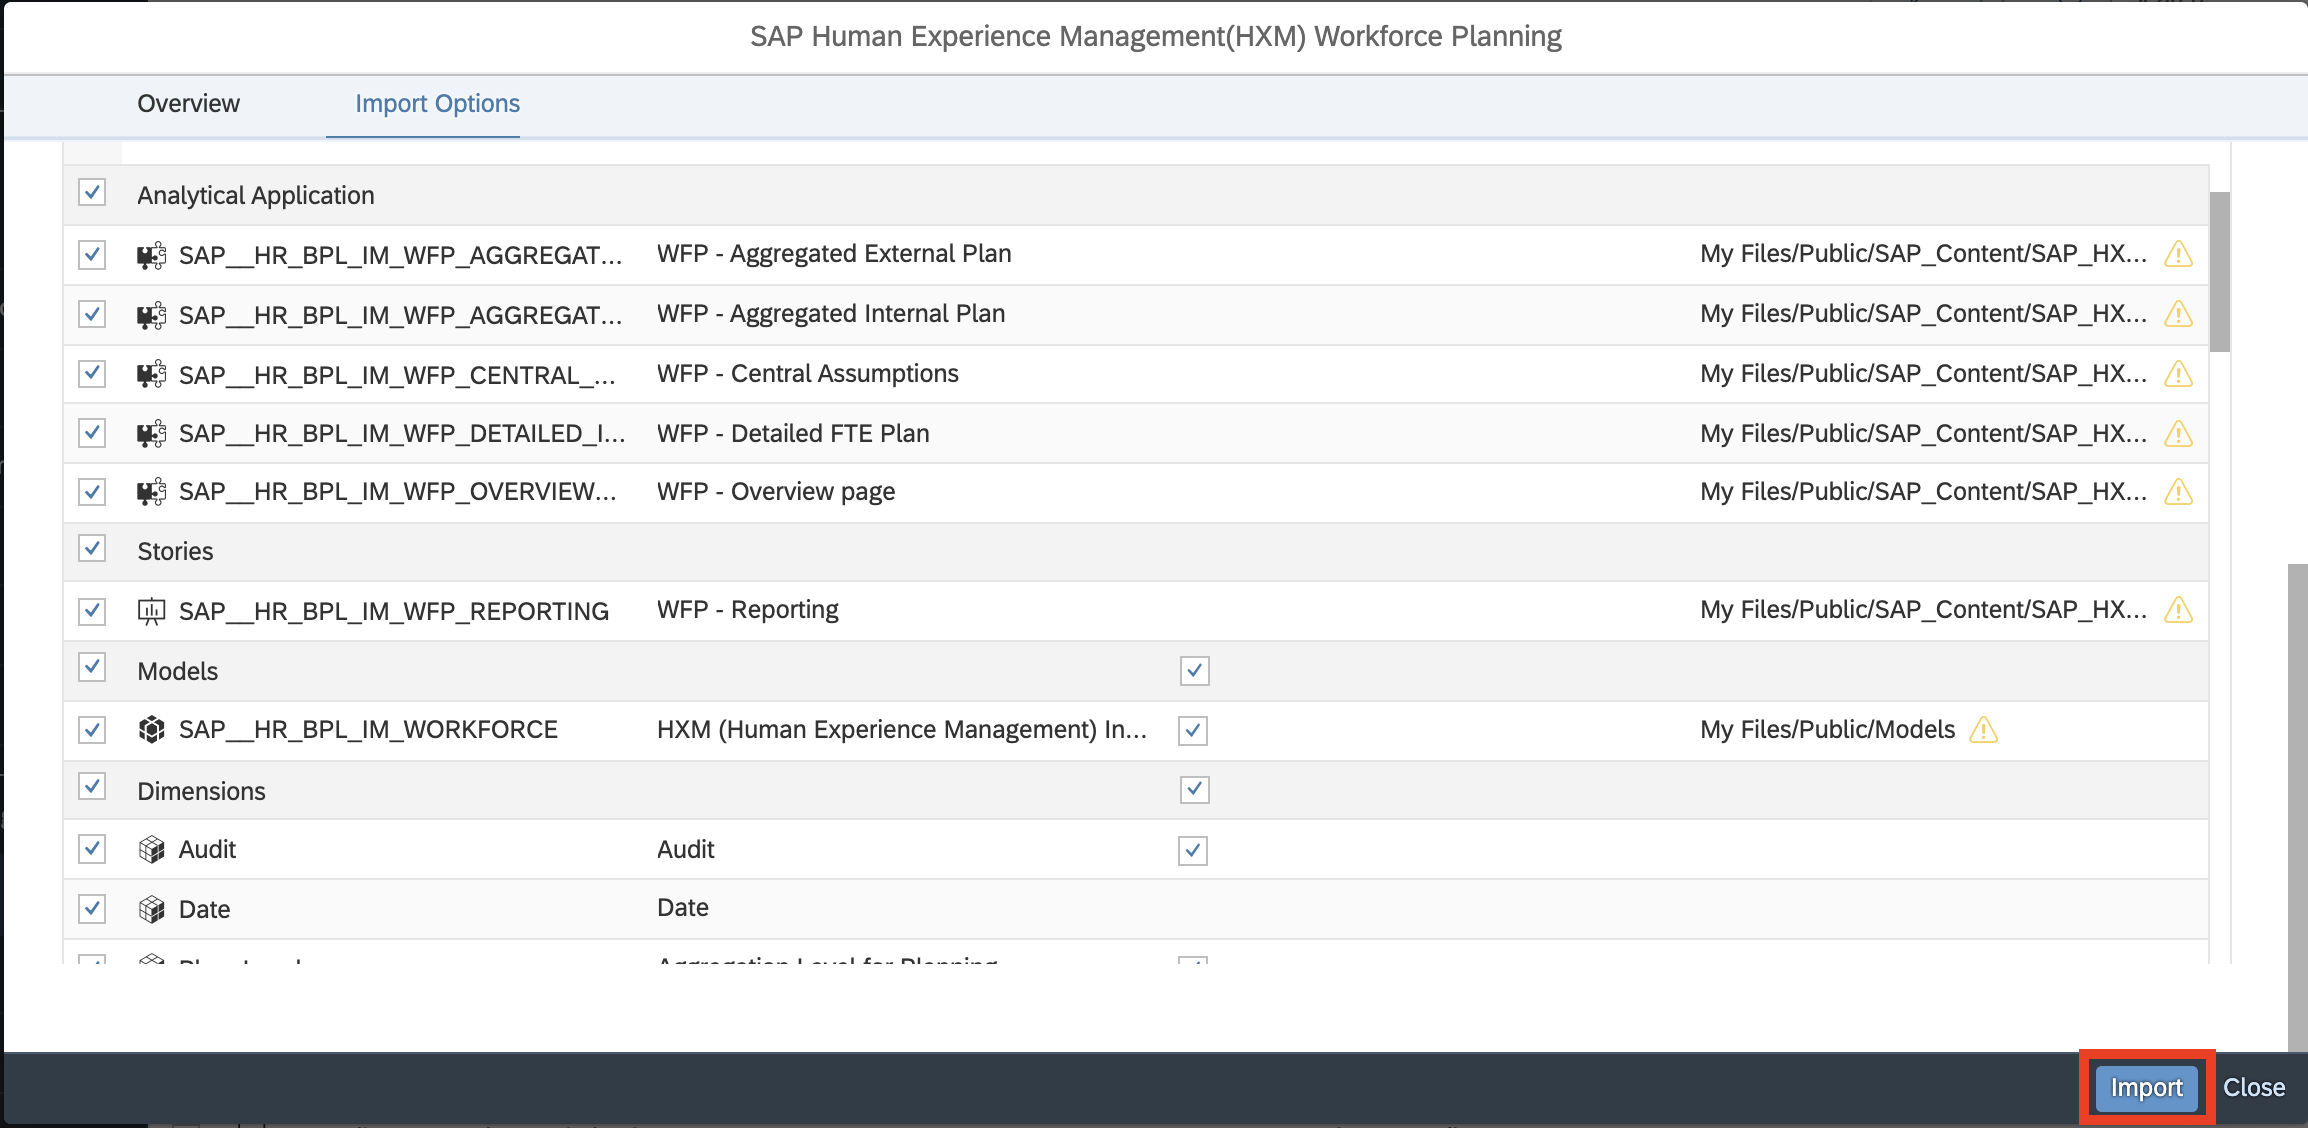 SAP Human Experience Management(HXM) Workforce Planning
Overview Import Options
Analytical Application
SAP__HR_BPL_IM_WFP_AGGREGAT... WFP - Aggregated External Plan My Files/Public/SAP_Content/SAP_HX...
SAP__HR_BPL_IM_WFP_AGGREGAT... WFP - Aggregated Internal Plan My Files/Public/SAP_Content/SAP_HX...
SAP__HR_BPL_IM_WFP_CENTRAL_... WFP - Central Assumptions My Files/Public/SAP_Content/SAP_HX...
SAP__HR_BPL_IM_WFP_DETAILED_I... WFP - Detailed FTE Plan My Files/Public/SAP_Content/SAP_HX...
SAP__HR_BPL_IM_WFP_OVERVIEW... WFP - Overview page My Files/Public/SAP_Content/SAP_HX...
Stories
SAP__HR_BPL_IM_WFP_REPORTING WFP - Reporting My Files/Public/SAP_Content/SAP_HX...
Models
SAP__HR_BPL_IM_WORKFORCE HXM (Human Experience Management) In... My Files/Public/Models
Dimensions
Audit Audit
Date Date
Aggregation Level for Planning
Import Close